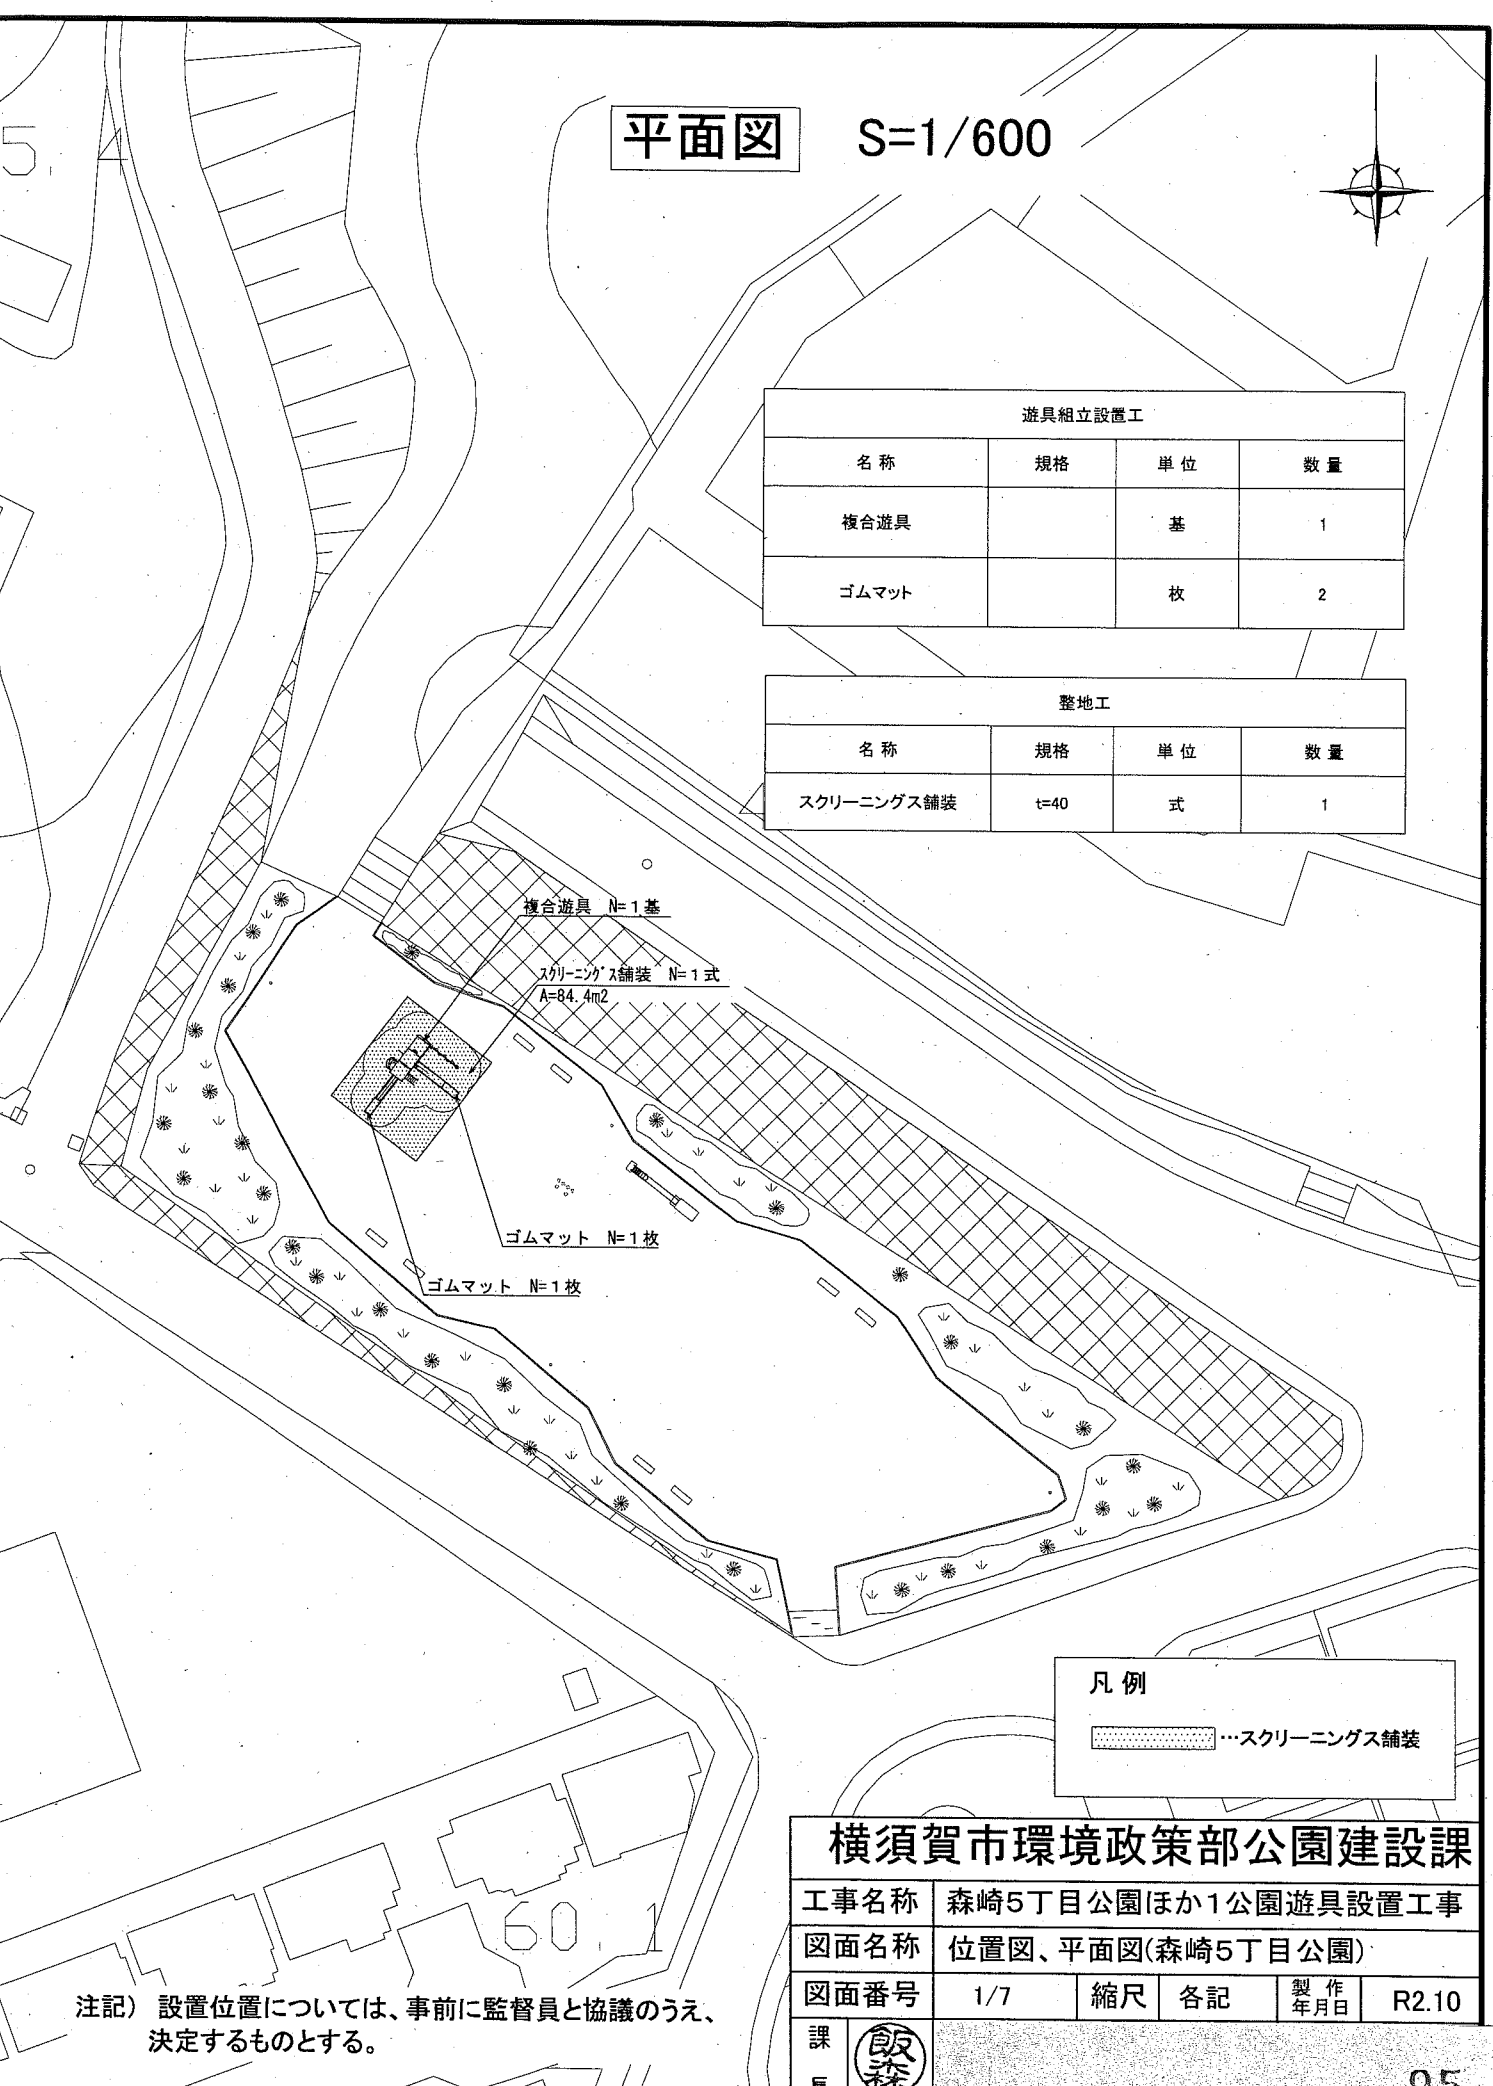 平面図 S=1/600
5. 4
遊具組立設置工
名称 規格 単位 数量
複合遊具 基 1
ゴムマット 枚 2
整地工
名称 規格 単位 数量
スクリーニングス舗装 t=40 式 1
複合遊具 N=1基
スクリーニングス舗装 N=1式
A=84.4m2
ゴムマット N=1枚
ゴムマット N=1枚
凡例
…スクリーニングス舗装
60. 1
注記) 設置位置については、事前に監督員と協議のうえ、
決定するものとする。
横須賀市環境政策部公園建設課
工事名称 森崎5丁目公園ほか1公園遊具設置工事
図面名称 位置図、平面図(森崎5丁目公園)
図面番号 1/7 縮尺 各記 製作年月日 R2.10
課
飯森